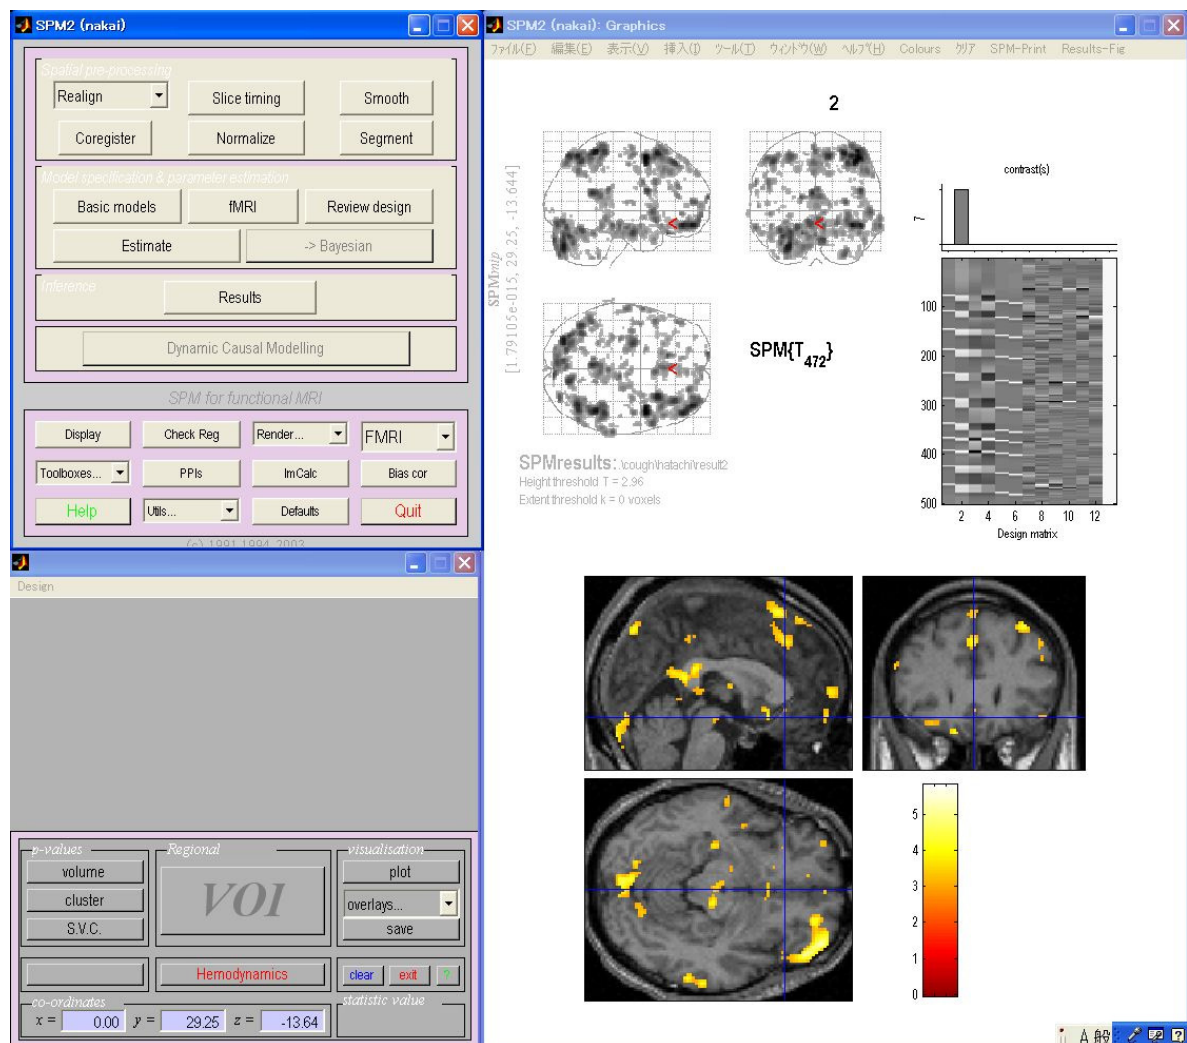 SPM2 (nakai)
Spatial pre-processing
Realign
Slice timing
Smooth
Coregister
Normalize
Segment
Model specification & parameter estimation
Basic models
fMRI
Review design
Estimate
-> Bayesian
Inference
Results
Dynamic Causal Modelling
SPM for functional MRI
Display
Check Reg
Render...
FMRI
Toolboxes...
PPIs
ImCalc
Bias cor
Help
Utils...
Defaults
Quit
(c) 1991,1994-2003
Design
p-values
Regional
visualisation
volume
VOI
plot
cluster
overlays...
S.V.C.
save
Hemodynamics
clear
exit
?
co-ordinates
statistic value
x = 0.00 y = 29.25 z = -13.64
SPM2 (nakai): Graphics
ファイル(F) 編集(E) 表示(V) 挿入(I) ツール(T) ウィンドウ(W) ヘルプ(H) Colours クリア SPM-Print Results-Fig
2
SPMmip
[1.79105e-015, 29.25, -13.644]
SPM{T472}
contrast(s)
7
100
200
300
400
500
2 4 6 8 10 12
Design matrix
SPMresults: .\cough\hatachi\result2
Height threshold T = 2.96
Extent threshold k = 0 voxels
5
4
3
2
1
0
A 般